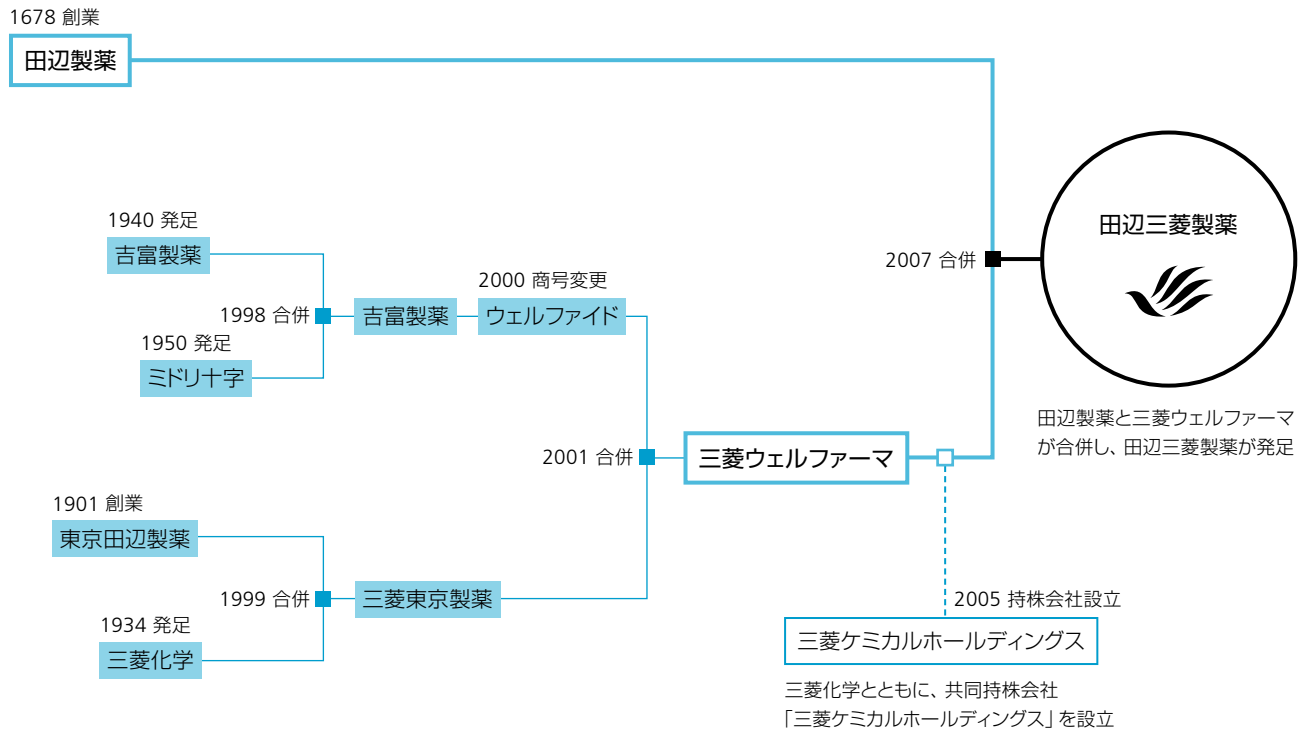 1678 創業
田辺製薬
1940 発足
吉富製薬
1998 合併
1950 発足
ミドリ十字
吉富製薬
2000 商号変更
ウェルファイド
2001 合併
1901 創業
東京田辺製薬
1999 合併
1934 発足
三菱化学
三菱東京製薬
三菱ウェルファーマ
2005 持株会社設立
三菱ケミカルホールディングス
三菱化学とともに、共同持株会社
「三菱ケミカルホールディングス」を設立
2007 合併
田辺三菱製薬
田辺製薬と三菱ウェルファーマ
が合併し、田辺三菱製薬が発足